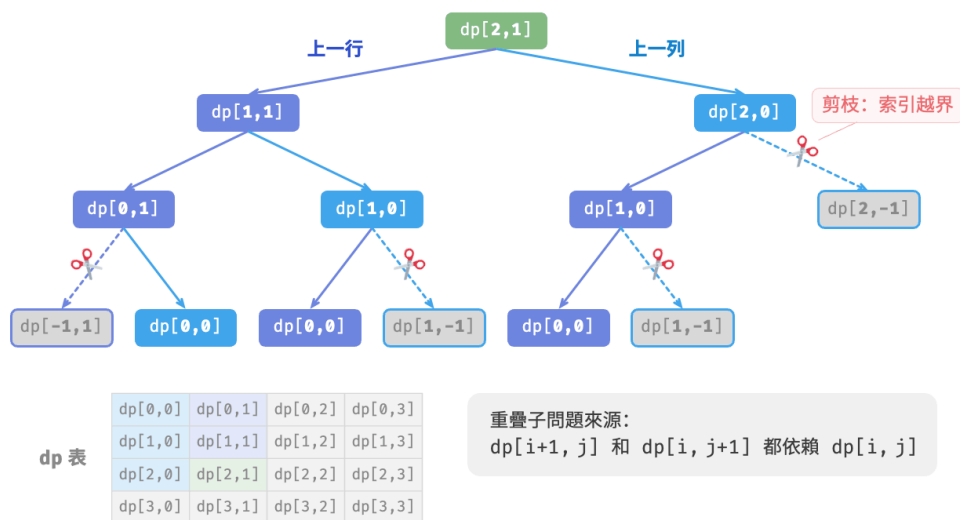 dp[2,1]
上一行
上一列
dp[1,1]
dp[2,0]
剪枝：索引越界
dp[0,1]
dp[1,0]
dp[1,0]
dp[2,-1]
dp[-1,1]
dp[0,0]
dp[0,0]
dp[1,-1]
dp[0,0]
dp[1,-1]
dp 表
dp[0,0] dp[0,1] dp[0,2] dp[0,3]
dp[1,0] dp[1,1] dp[1,2] dp[1,3]
dp[2,0] dp[2,1] dp[2,2] dp[2,3]
dp[3,0] dp[3,1] dp[3,2] dp[3,3]
重疊子問題來源：
dp[i+1, j] 和 dp[i, j+1] 都依賴 dp[i, j]